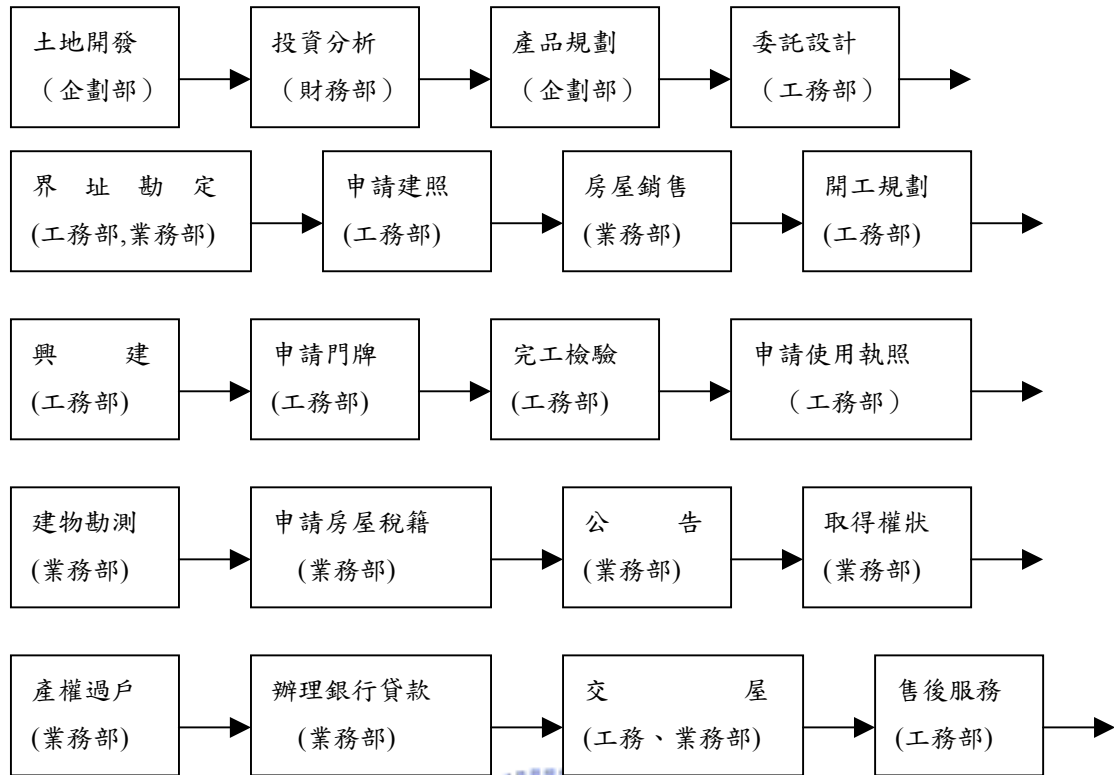 土地開發
（企劃部）
投資分析
（財務部）
產品規劃
（企劃部）
委託設計
（工務部）
界址勘定
(工務部,業務部)
申請建照
(工務部)
房屋銷售
(業務部)
開工規劃
(工務部)
興建
(工務部)
申請門牌
(工務部)
完工檢驗
(工務部)
申請使用執照
（工務部）
建物勘測
(業務部)
申請房屋稅籍
(業務部)
公告
(業務部)
取得權狀
(業務部)
產權過戶
(業務部)
辦理銀行貸款
(業務部)
交屋
(工務、業務部)
售後服務
(工務部)